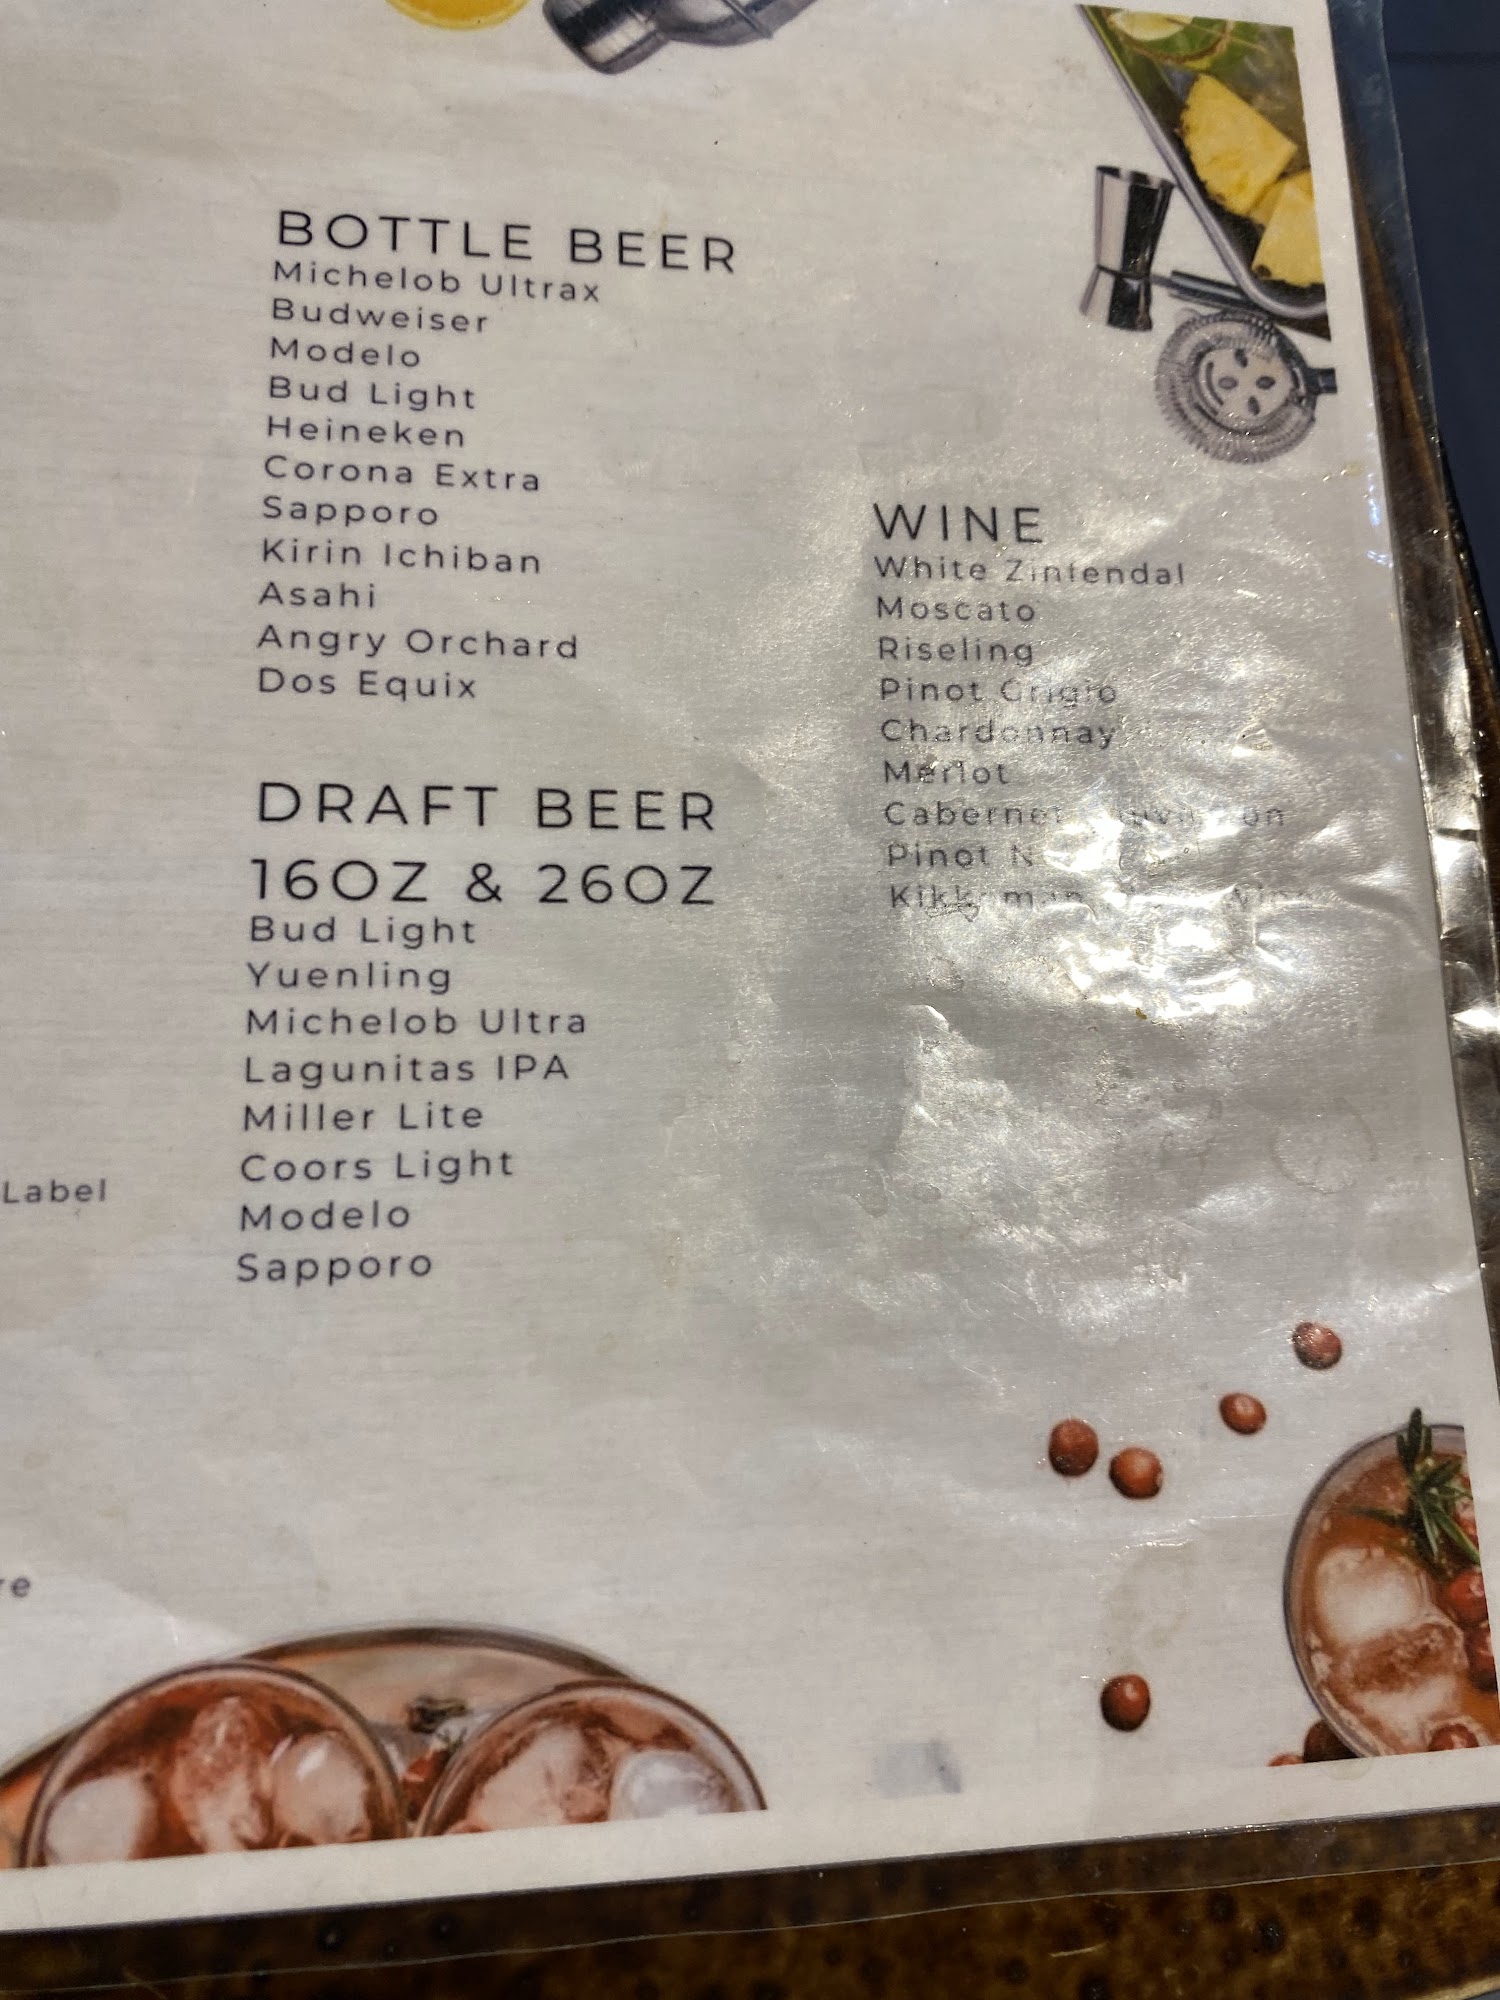 BOTTLE BEER
Michelob Ultrax
Budweiser
Modelo
Bud Light
Heineken
Corona Extra
Sapporo
Kirin Ichiban
Asahi
Angry Orchard
Dos Equix
DRAFT BEER
16OZ & 26OZ
Bud Light
Yuenling
Michelob Ultra
Lagunitas IPA
Miller Lite
Coors Light
Modelo
Sapporo
WINE
White Zinfendal
Moscato
Riseling
Pinot Grigio
Chardonnay
Merlot
Cabernet
Pinot
Kikkoman
Label